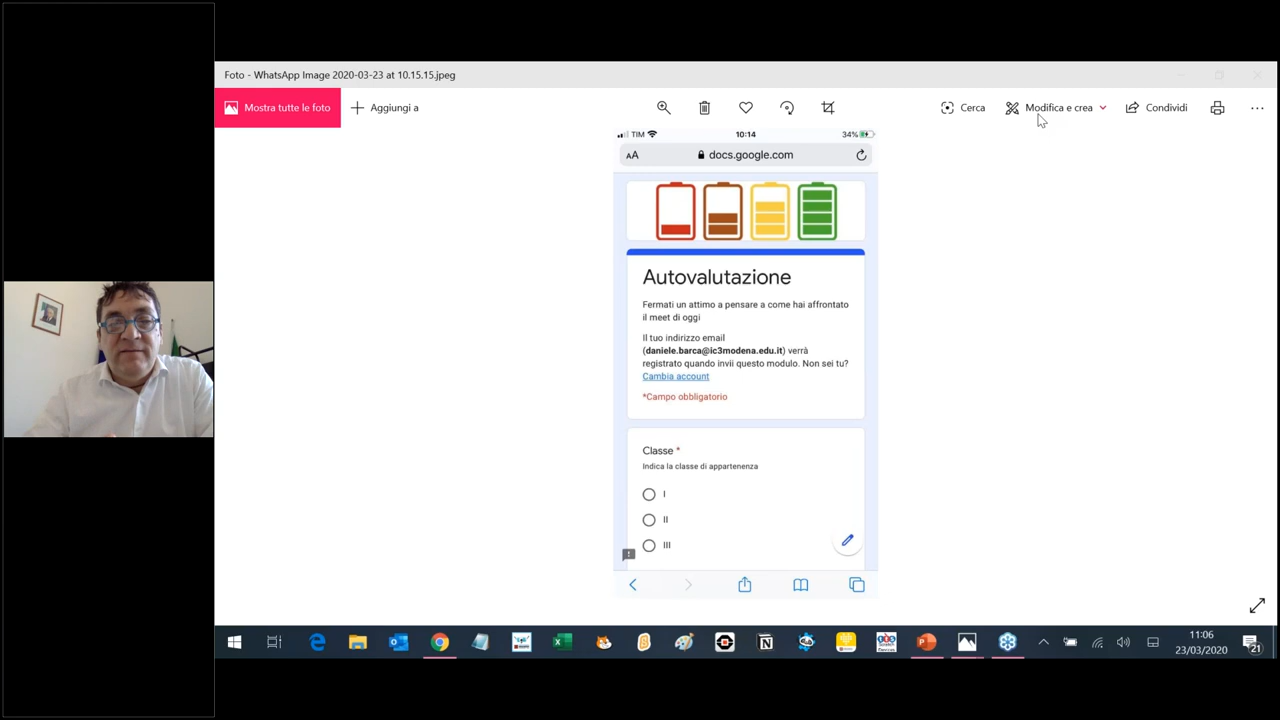 Foto - WhatsApp Image 2020-03-23 at 10.15.15.jpeg
Mostra tutte le foto
Aggiungi a
Cerca
Modifica e crea
Condividi
TIM
10:14
34%
AA
docs.google.com
Autovalutazione
Fermati un attimo a pensare a come hai affrontato
il meet di oggi
Il tuo indirizzo email
(daniele.barca@ic3modena.edu.it) verrà
registrato quando invii questo modulo. Non sei tu?
Cambia account
*Campo obbligatorio
Classe *
Indica la classe di appartenenza
I
II
III
11:06
23/03/2020
21